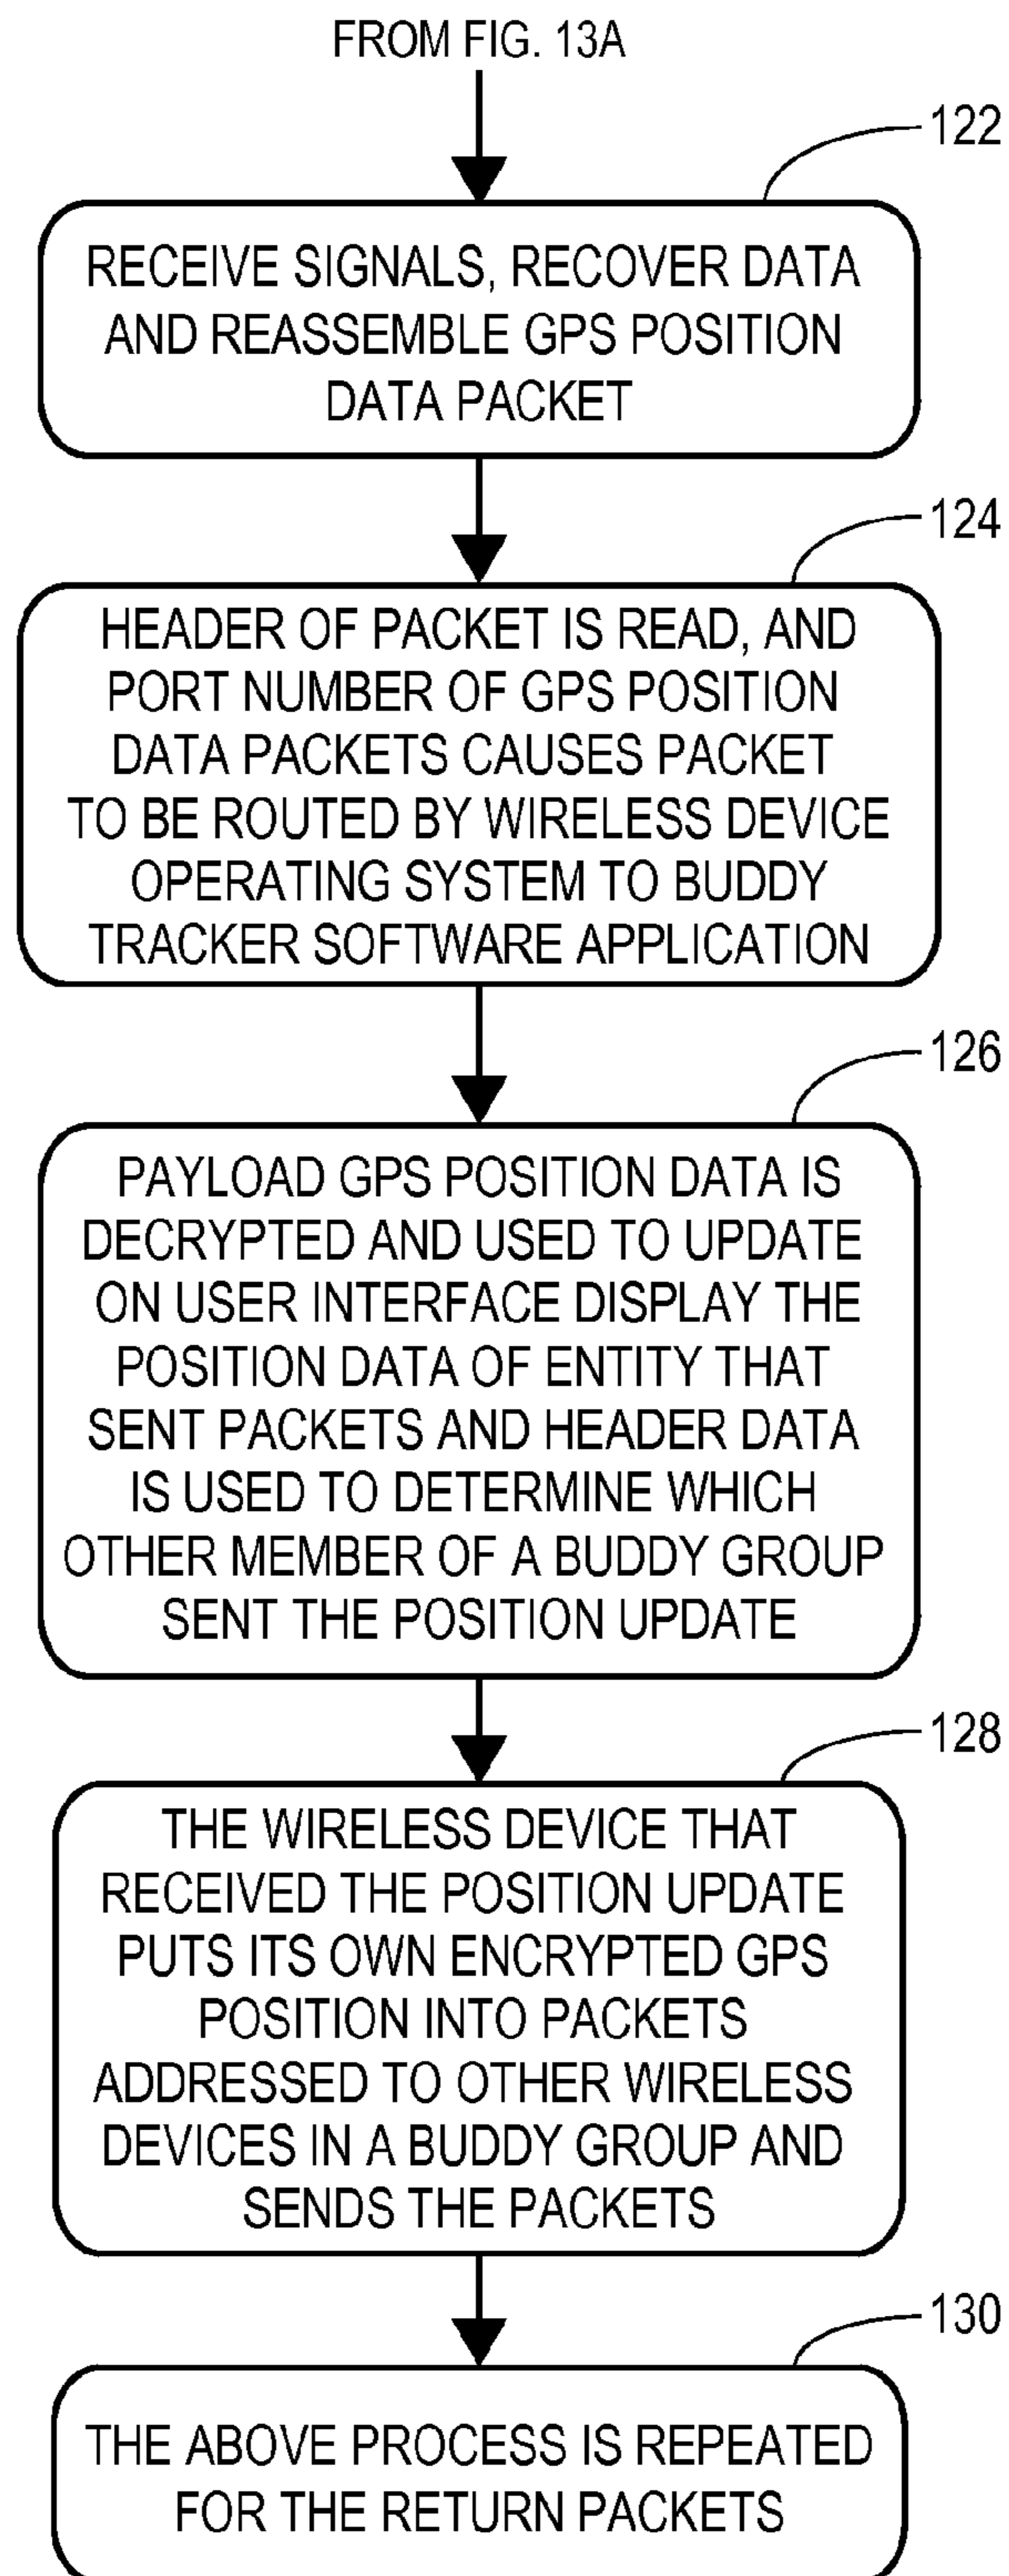 FROM FIG. 13A
122
RECEIVE SIGNALS, RECOVER DATA
AND REASSEMBLE GPS POSITION
DATA PACKET
124
HEADER OF PACKET IS READ, AND
PORT NUMBER OF GPS POSITION
DATA PACKETS CAUSES PACKET
TO BE ROUTED BY WIRELESS DEVICE
OPERATING SYSTEM TO BUDDY
TRACKER SOFTWARE APPLICATION
126
PAYLOAD GPS POSITION DATA IS
DECRYPTED AND USED TO UPDATE
ON USER INTERFACE DISPLAY THE
POSITION DATA OF ENTITY THAT
SENT PACKETS AND HEADER DATA
IS USED TO DETERMINE WHICH
OTHER MEMBER OF A BUDDY GROUP
SENT THE POSITION UPDATE
128
THE WIRELESS DEVICE THAT
RECEIVED THE POSITION UPDATE
PUTS ITS OWN ENCRYPTED GPS
POSITION INTO PACKETS
ADDRESSED TO OTHER WIRELESS
DEVICES IN A BUDDY GROUP AND
SENDS THE PACKETS
130
THE ABOVE PROCESS IS REPEATED
FOR THE RETURN PACKETS